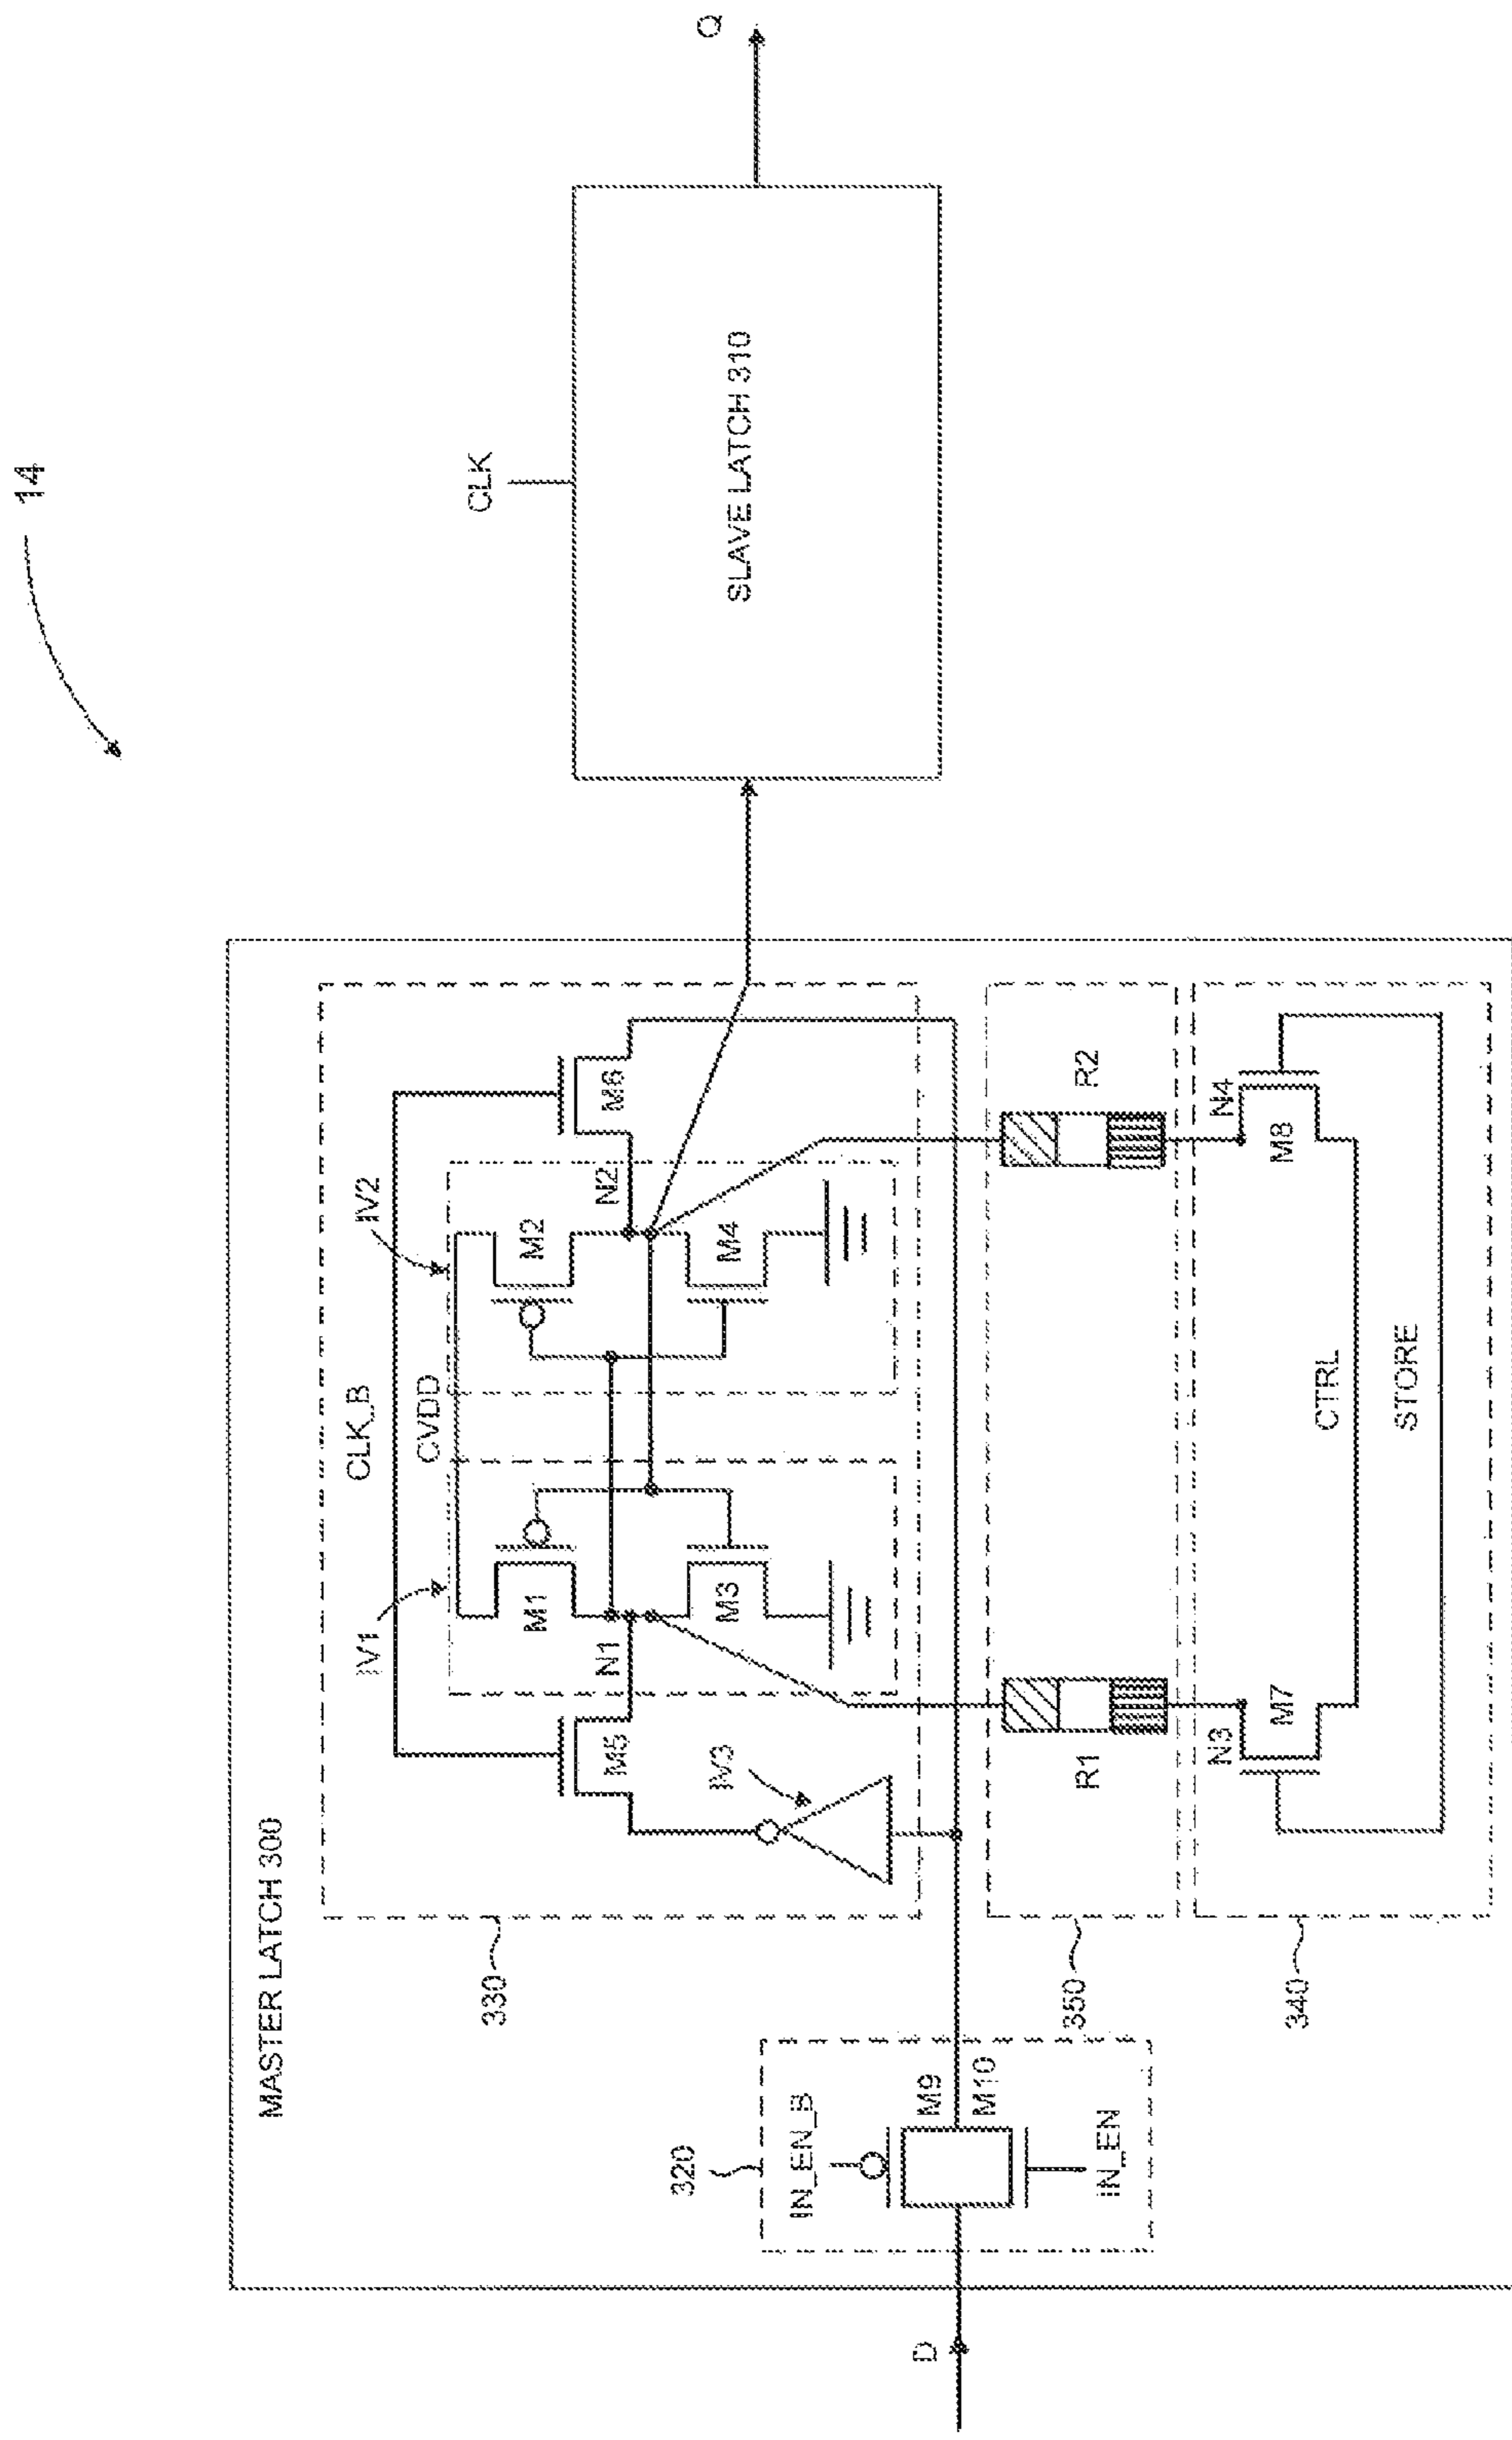 14
MASTER LATCH 300
330
IV1
CLK_B
IV2
CVDD
M1
M2
N1
N2
M5
M6
M3
M4
IV3
CLK
SLAVE LATCH 310
Q
320
IN_EN_B
M9
M10
IN_EN
D
350
R1
R2
340
N3
M7
N4
M8
CTRL
STORE